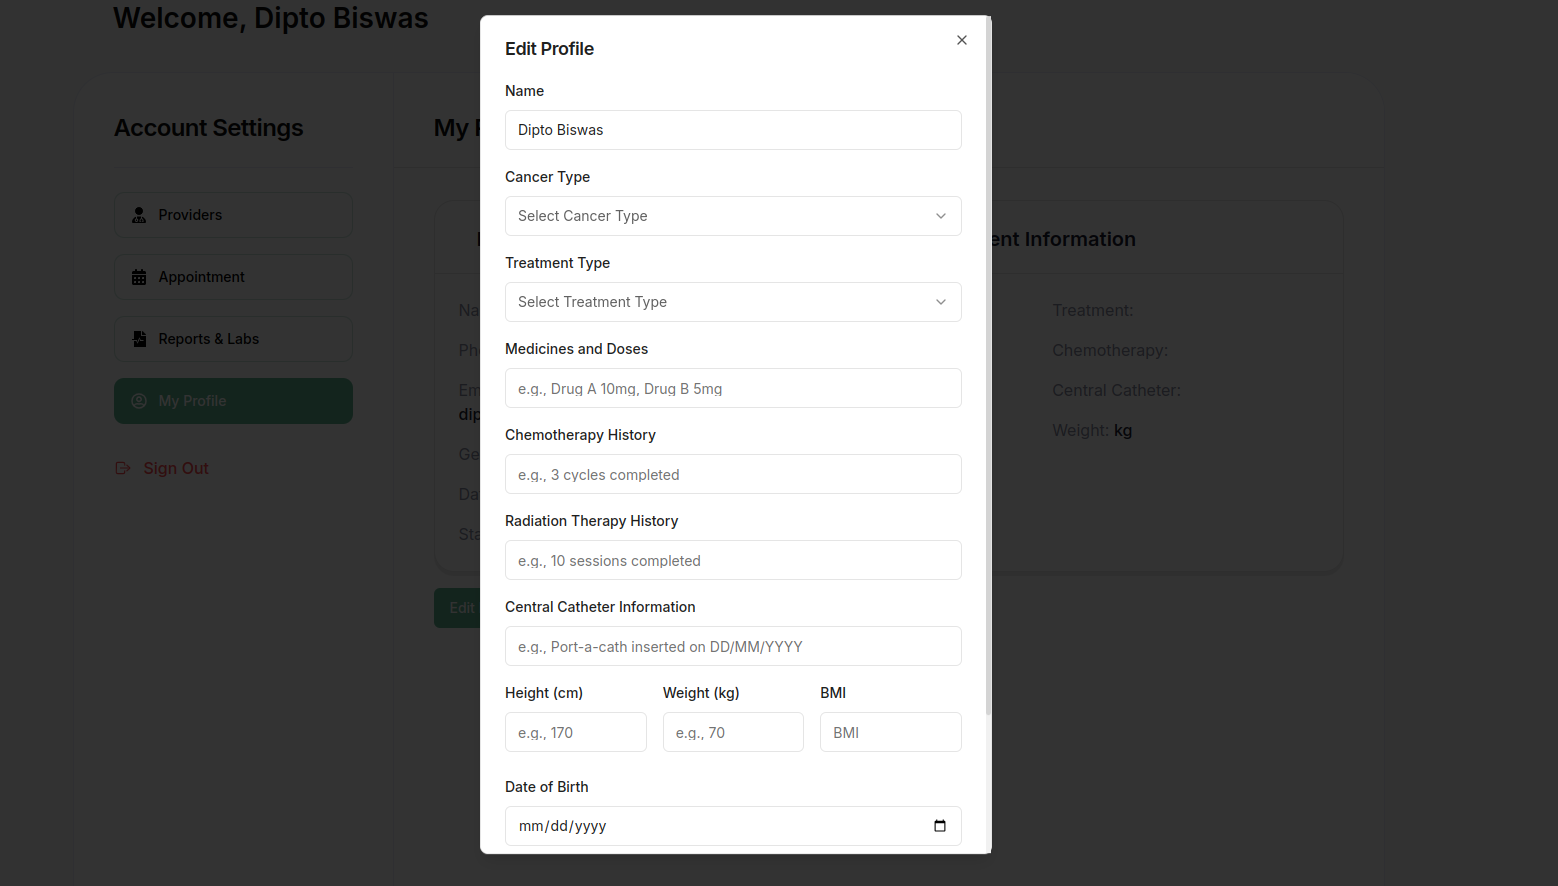 Welcome, Dipto Biswas
Account Settings
Providers
Appointment
Reports & Labs
My Profile
Sign Out
My
ent Information
Na
Ph
Em
dip
Ge
Da
Sta
Treatment:
Chemotherapy:
Central Catheter:
Weight: kg
Edit
Edit Profile
Name
Dipto Biswas
Cancer Type
Select Cancer Type
Treatment Type
Select Treatment Type
Medicines and Doses
e.g., Drug A 10mg, Drug B 5mg
Chemotherapy History
e.g., 3 cycles completed
Radiation Therapy History
e.g., 10 sessions completed
Central Catheter Information
e.g., Port-a-cath inserted on DD/MM/YYYY
Height (cm) Weight (kg) BMI
e.g., 170 e.g., 70 BMI
Date of Birth
mm/dd/yyyy